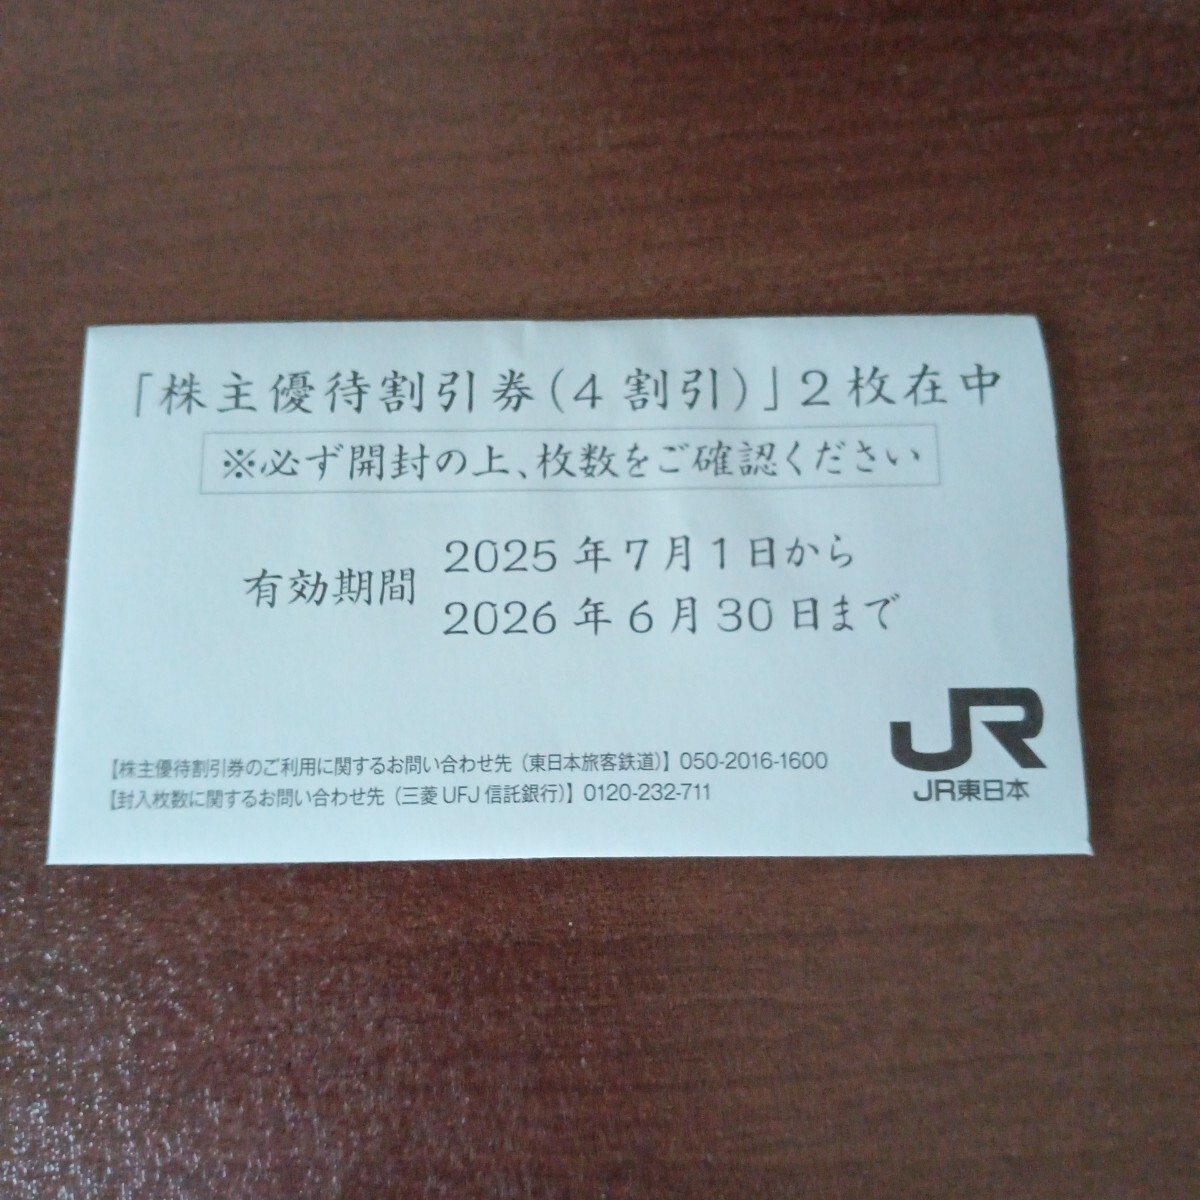 「株主優待割引券(4割引)」2枚在中
※必ず開封の上、枚数をご確認ください
有効期間
2025年7月1日から
2026年6月30日まで
【株主優待割引券のご利用に関するお問い合わせ先(東日本旅客鉄道)】050-2016-1600
【封入枚数に関するお問い合わせ先(三菱UFJ信託銀行)】0120-232-711
JR
JR東日本